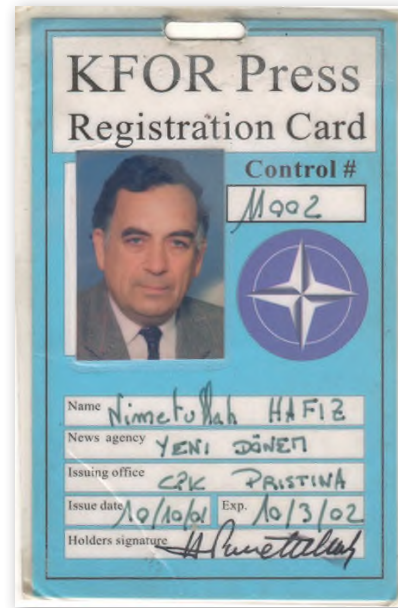 KFOR Press
Registration Card
Control #
M002
Name Nimetullah HAFIZ
News agency YENI DÖNEM
Issuing office CPK PRISTINA
Issue date 10/10/01 Exp. 10/3/02
Holders signature